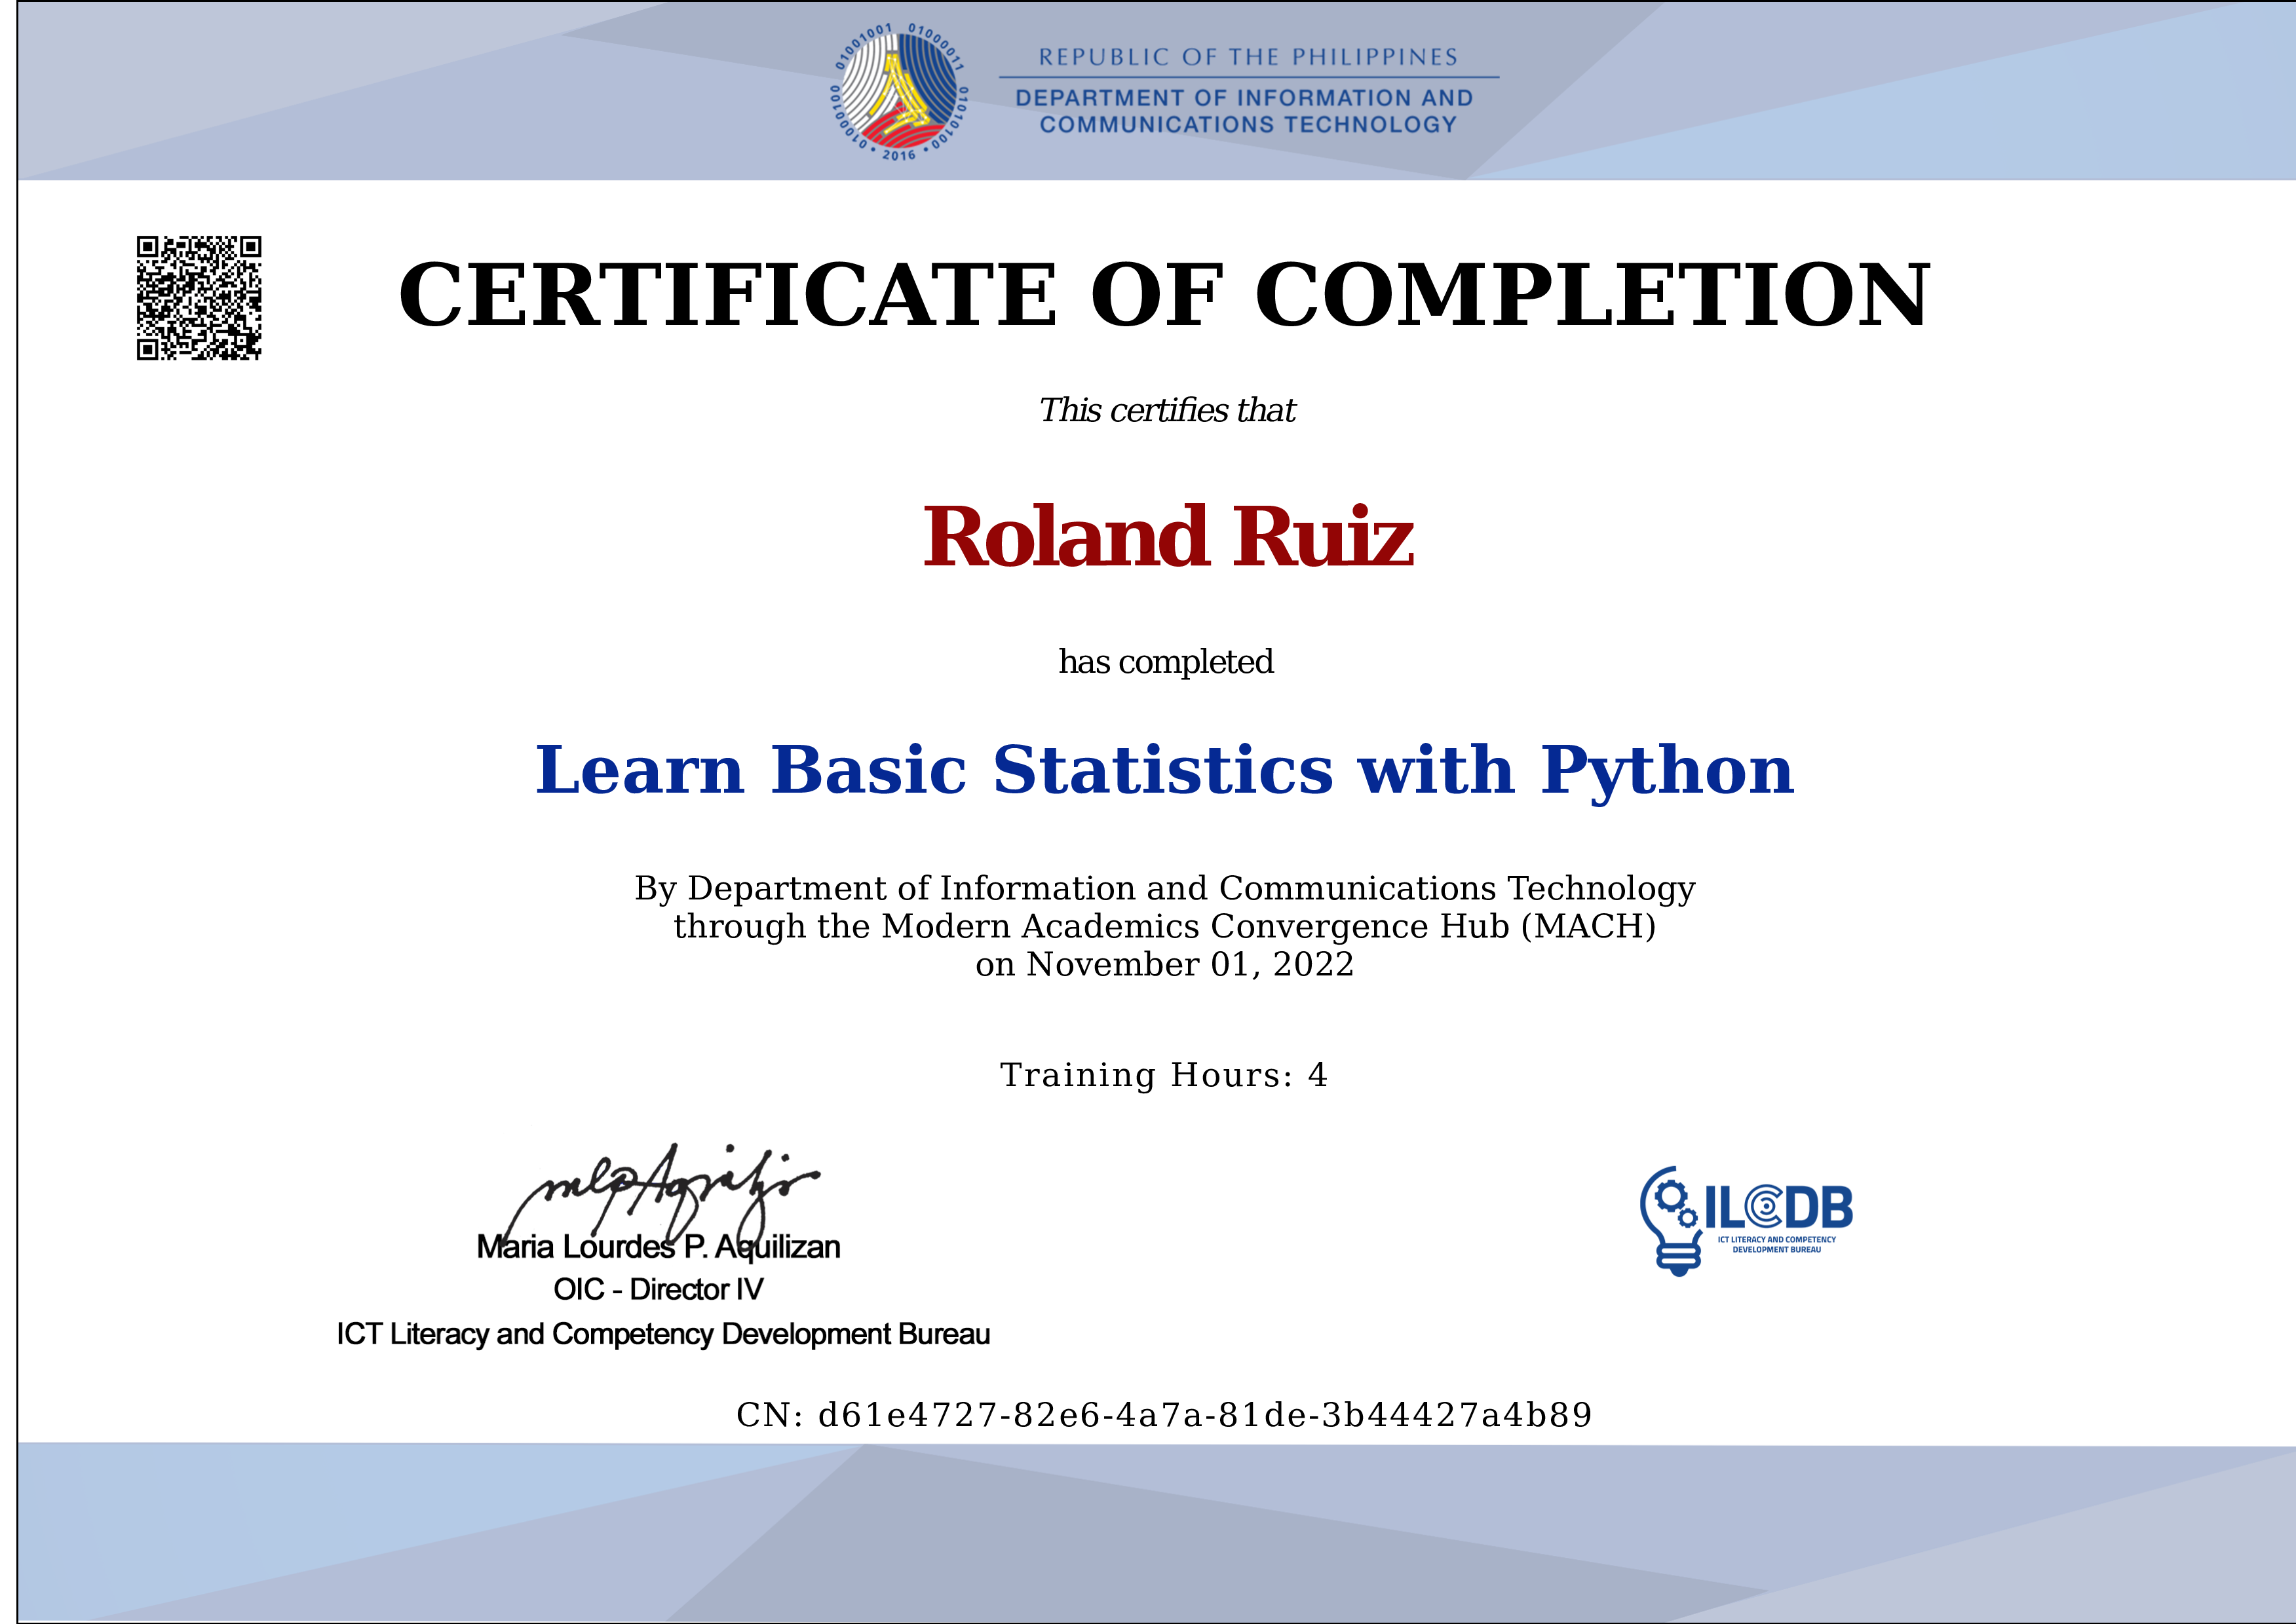 01001001 01000011 01010100 • 2016 • 01000100
REPUBLIC OF THE PHILIPPINES
DEPARTMENT OF INFORMATION AND
COMMUNICATIONS TECHNOLOGY
CERTIFICATE OF COMPLETION
This certifies that
Roland Ruiz
has completed
Learn Basic Statistics with Python
By Department of Information and Communications Technology
through the Modern Academics Convergence Hub (MACH)
on November 01, 2022
Training Hours: 4
Maria Lourdes P. Aquilizan
OIC - Director IV
ICT Literacy and Competency Development Bureau
ILCDB
ICT LITERACY AND COMPETENCY
DEVELOPMENT BUREAU
CN: d61e4727-82e6-4a7a-81de-3b44427a4b89